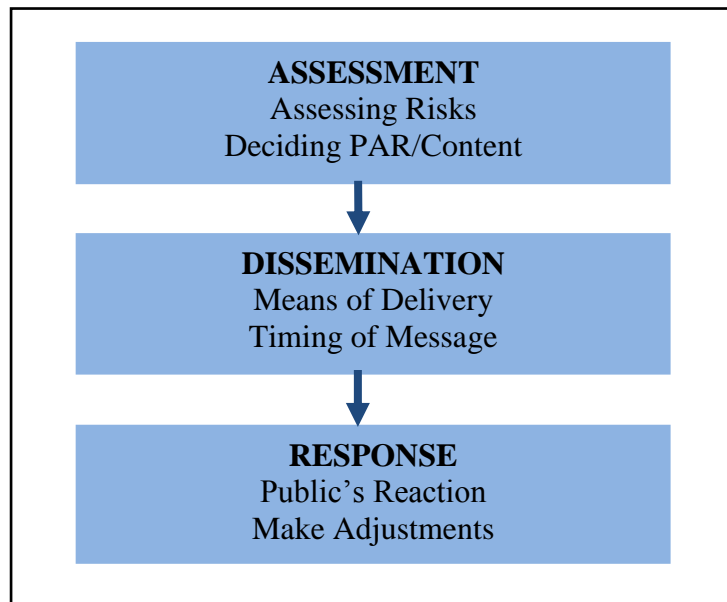 ASSESSMENT
Assessing Risks
Deciding PAR/Content
DISSEMINATION
Means of Delivery
Timing of Message
RESPONSE
Public’s Reaction
Make Adjustments